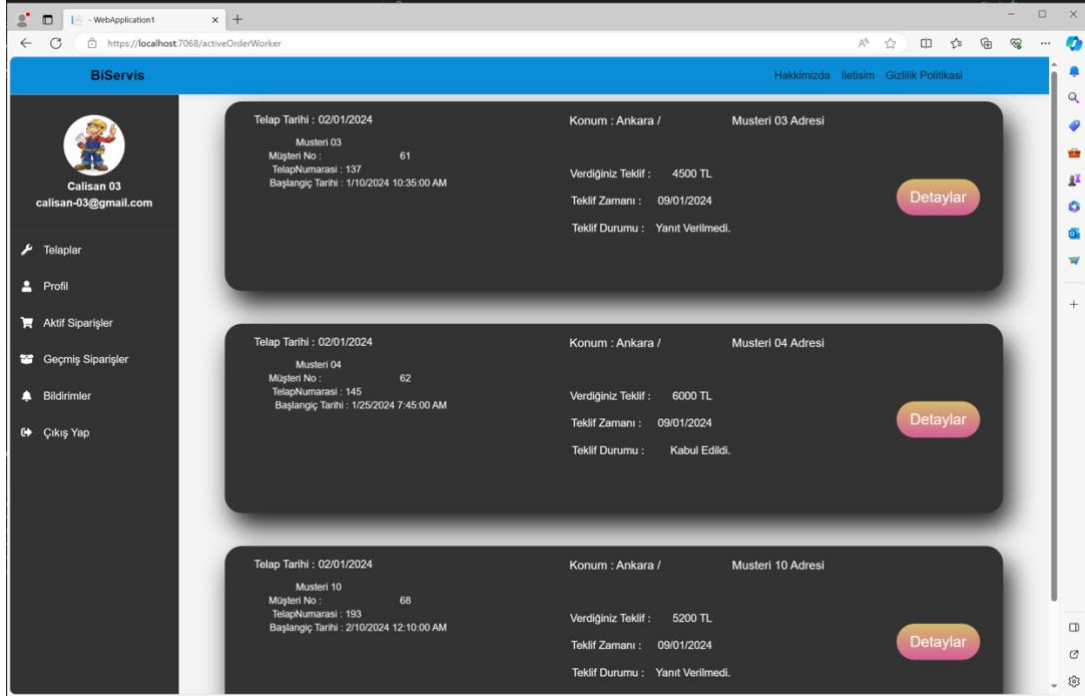 - WebApplication1
https://localhost:7068/activeOrderWorker
BiServis
Hakkimizda Iletisim Gizlilik Politikasi
Calisan 03
calisan-03@gmail.com
Telaplar
Profil
Aktif Siparişler
Geçmiş Siparişler
Bildirimler
Çıkış Yap
Telap Tarihi : 02/01/2024
Musteri 03
Müşteri No : 61
TelapNumarasi : 137
Başlangiç Tarihi : 1/10/2024 10:35:00 AM
Konum : Ankara / Musteri 03 Adresi
Verdiğiniz Teklif : 4500 TL
Teklif Zamanı : 09/01/2024
Teklif Durumu : Yanıt Verilmedi.
Detaylar
Telap Tarihi : 02/01/2024
Musteri 04
Müşteri No : 62
TelapNumarasi : 145
Başlangiç Tarihi : 1/25/2024 7:45:00 AM
Konum : Ankara / Musteri 04 Adresi
Verdiğiniz Teklif : 6000 TL
Teklif Zamanı : 09/01/2024
Teklif Durumu : Kabul Edildi.
Detaylar
Telap Tarihi : 02/01/2024
Musteri 10
Müşteri No : 68
TelapNumarasi : 193
Başlangiç Tarihi : 2/10/2024 12:10:00 AM
Konum : Ankara / Musteri 10 Adresi
Verdiğiniz Teklif : 5200 TL
Teklif Zamanı : 09/01/2024
Teklif Durumu : Yanıt Verilmedi.
Detaylar